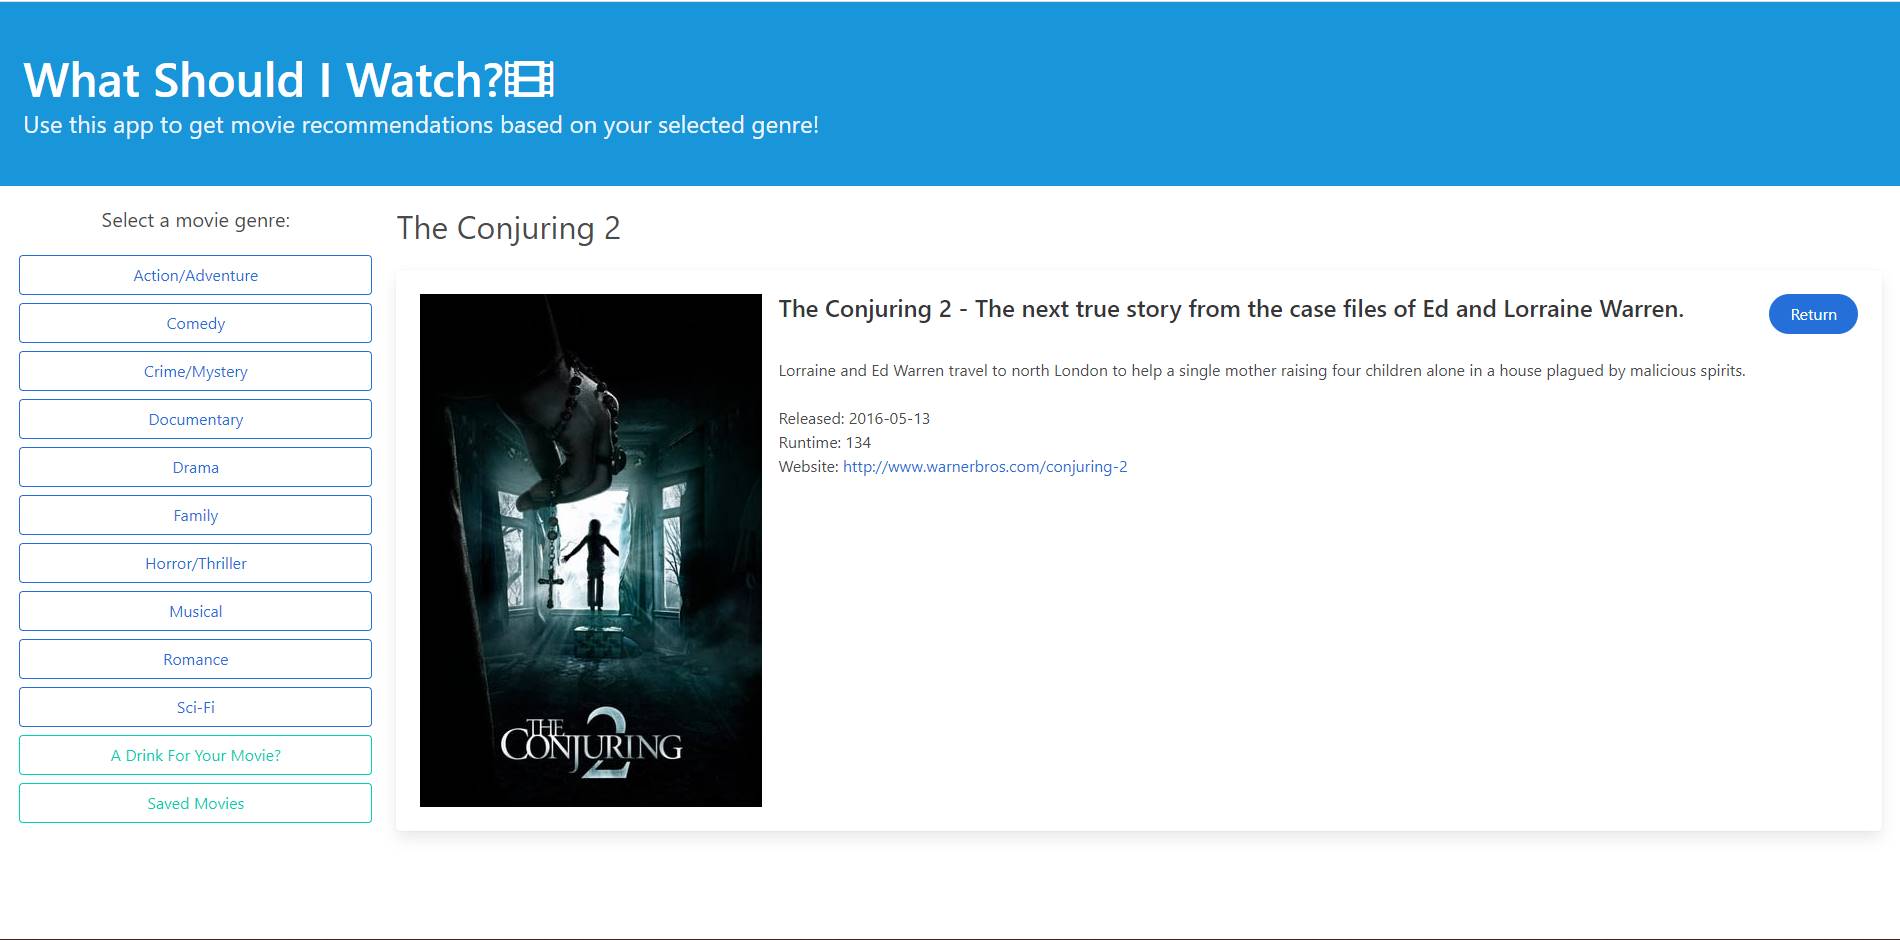 What Should I Watch?
Use this app to get movie recommendations based on your selected genre!
Select a movie genre:
Action/Adventure
Comedy
Crime/Mystery
Documentary
Drama
Family
Horror/Thriller
Musical
Romance
Sci-Fi
A Drink For Your Movie?
Saved Movies
The Conjuring 2
THE
CONJURING
2
The Conjuring 2 - The next true story from the case files of Ed and Lorraine Warren.
Return
Lorraine and Ed Warren travel to north London to help a single mother raising four children alone in a house plagued by malicious spirits.
Released: 2016-05-13
Runtime: 134
Website: http://www.warnerbros.com/conjuring-2